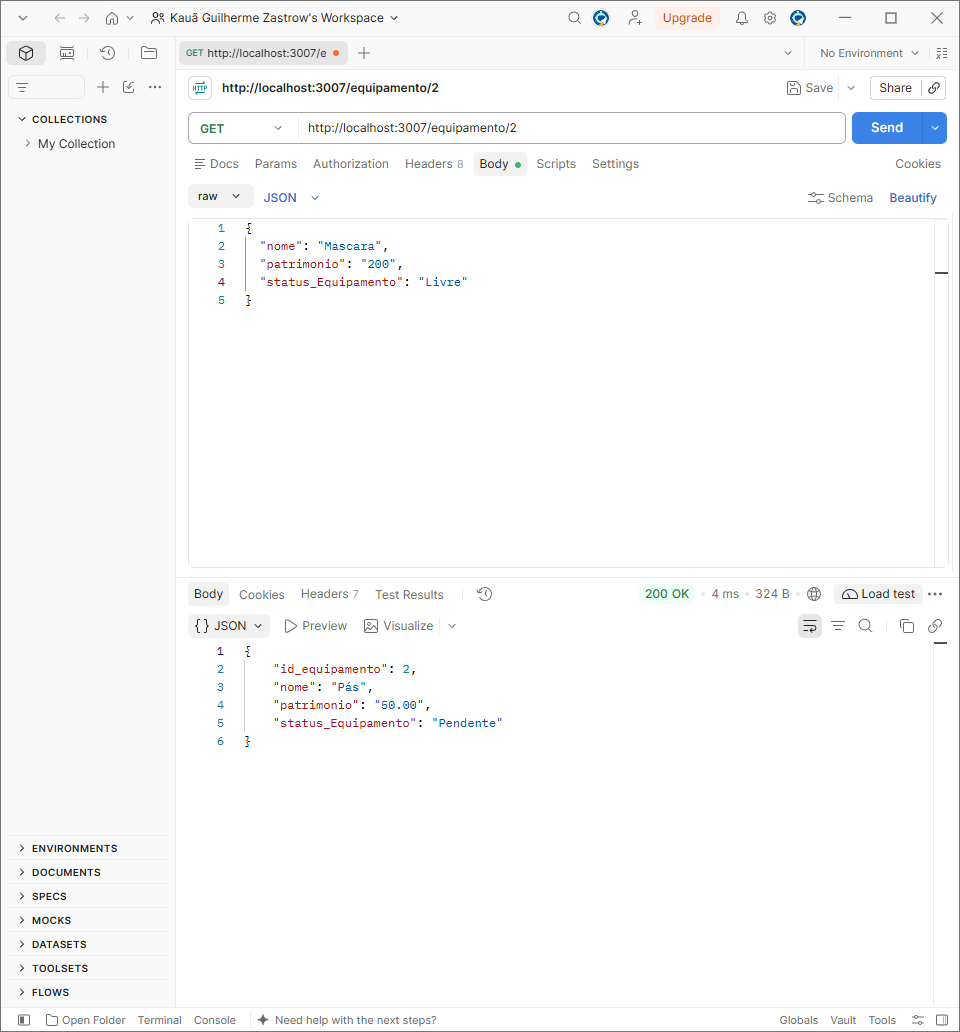 Kauã Guilherme Zastrow's Workspace
Upgrade
GET http://localhost:3007/e
No Environment
COLLECTIONS
My Collection
HTTP
http://localhost:3007/equipamento/2
Save
Share
GET
http://localhost:3007/equipamento/2
Send
Docs Params Authorization Headers 8 Body Scripts Settings Cookies
raw JSON Schema Beautify
1 {
2 "nome": "Mascara",
3 "patrimonio": "200",
4 "status_Equipamento": "Livre"
5 }
Body Cookies Headers 7 Test Results 200 OK • 4 ms • 324 B • Load test
{} JSON Preview Visualize
1 {
2 "id_equipamento": 2,
3 "nome": "Pás",
4 "patrimonio": "50.00",
5 "status_Equipamento": "Pendente"
6 }
ENVIRONMENTS
DOCUMENTS
SPECS
MOCKS
DATASETS
TOOLSETS
FLOWS
Open Folder Terminal Console Need help with the next steps? Globals Vault Tools